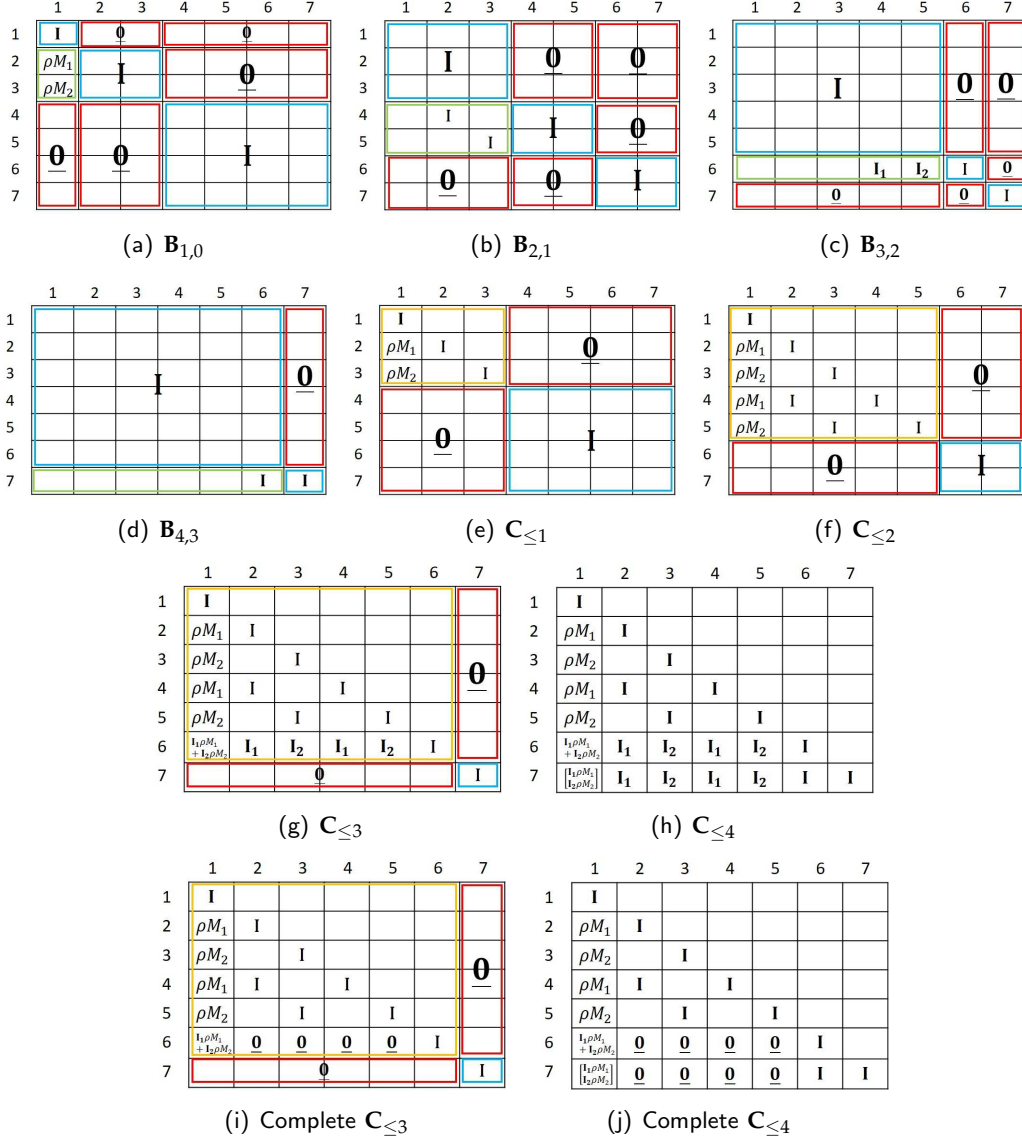 1 2 3 4 5 6 7
1 I 0 0
2 ρM1 I 0
3 ρM2
4
5 0 0 I
6
7
(a) B1,0
1 2 3 4 5 6 7
1
2 I 0 0
3
4 I
5 I I 0
6 0 0 I
7
(b) B2,1
1 2 3 4 5 6 7
1
2
3 I 0 0
4
5
6 I1 I2 I 0
7 0 0 I
(c) B3,2
1 2 3 4 5 6 7
1
2
3 I 0
4
5
6
7 I I
(d) B4,3
1 2 3 4 5 6 7
1 I
2 ρM1 I 0
3 ρM2 I
4
5 0 I
6
7
(e) C≤1
1 2 3 4 5 6 7
1 I
2 ρM1 I
3 ρM2 I 0
4 ρM1 I I
5 ρM2 I I
6 0 I
7
(f) C≤2
1 2 3 4 5 6 7
1 I
2 ρM1 I
3 ρM2 I
4 ρM1 I I 0
5 ρM2 I I
6 I1ρM1 + I2ρM2 I1 I2 I1 I2 I
7 0 I
(g) C≤3
1 2 3 4 5 6 7
1 I
2 ρM1 I
3 ρM2 I
4 ρM1 I I
5 ρM2 I I
6 I1ρM1 + I2ρM2 I1 I2 I1 I2 I
7 [I1ρM1 I2ρM2] I1 I2 I1 I2 I I
(h) C≤4
1 2 3 4 5 6 7
1 I
2 ρM1 I
3 ρM2 I 0
4 ρM1 I I
5 ρM2 I I
6 I1ρM1 + I2ρM2 0 0 0 0 I
7 0 I
(i) Complete C≤3
1 2 3 4 5 6 7
1 I
2 ρM1 I
3 ρM2 I
4 ρM1 I I
5 ρM2 I I
6 I1ρM1 + I2ρM2 0 0 0 0 I
7 [I1ρM1 I2ρM2] 0 0 0 0 I I
(j) Complete C≤4